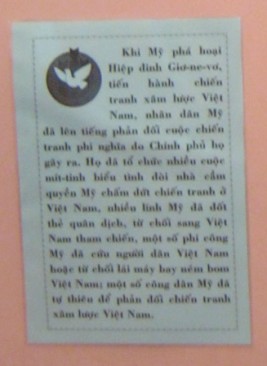 Khi Mỹ phá hoại
Hiệp định Giơ-ne-vơ,
tiến hành chiến
tranh xâm lược Việt
Nam, nhân dân Mỹ
đã lên tiếng phản đối cuộc chiến
tranh phi nghĩa do Chính phủ họ
gây ra. Họ đã tổ chức nhiều cuộc
mít-tinh biểu tình đòi nhà cầm
quyền Mỹ chấm dứt chiến tranh ở
Việt Nam, nhiều lính Mỹ đã đốt
thẻ quân dịch, từ chối sang Việt
Nam tham chiến, một số phi công
Mỹ đã cứu người dân Việt Nam
hoặc từ chối lái máy bay ném bom
Việt Nam; một số công dân Mỹ đã
tự thiêu để phản đối chiến tranh
xâm lược Việt Nam.